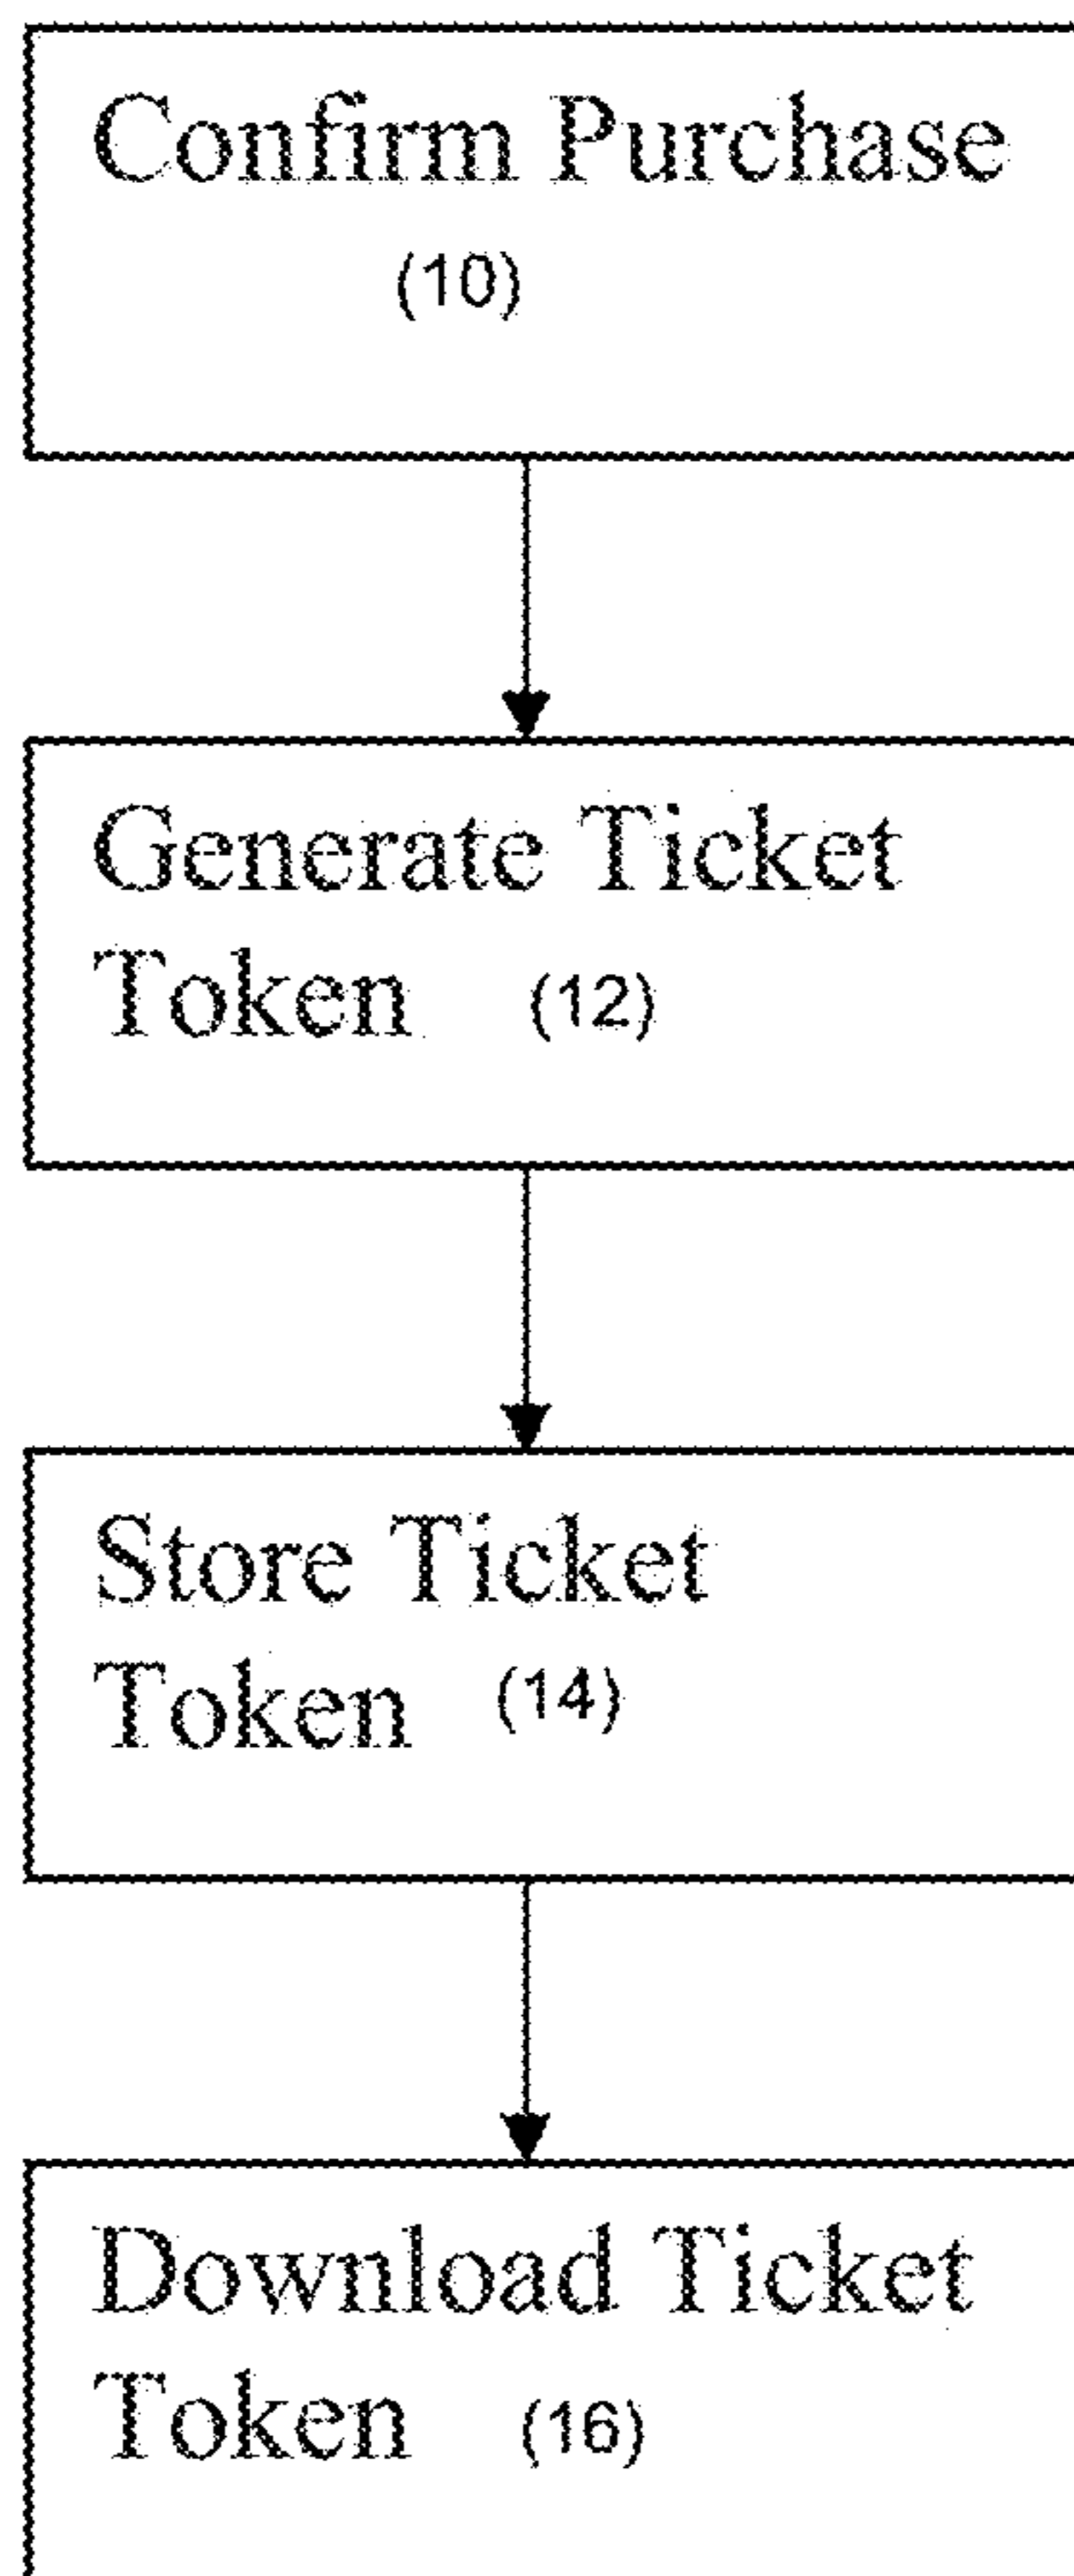 Confirm Purchase
(10)
Generate Ticket
Token (12)
Store Ticket
Token (14)
Download Ticket
Token (16)